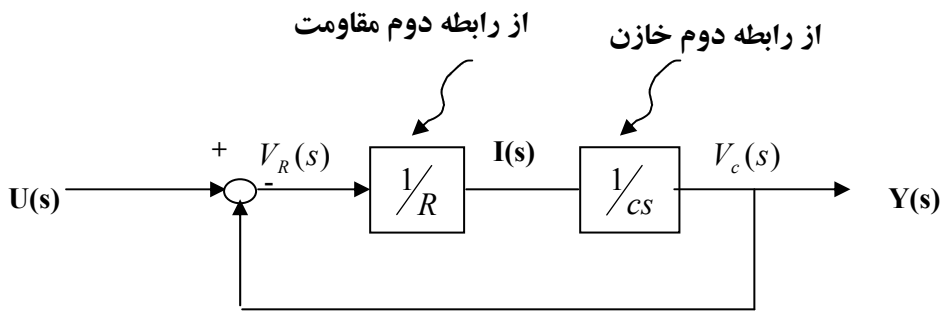 از رابطه دوم مقاومت
از رابطه دوم خازن
+ V_R(s) I(s) V_c(s)
U(s) - 1/R 1/cs Y(s)